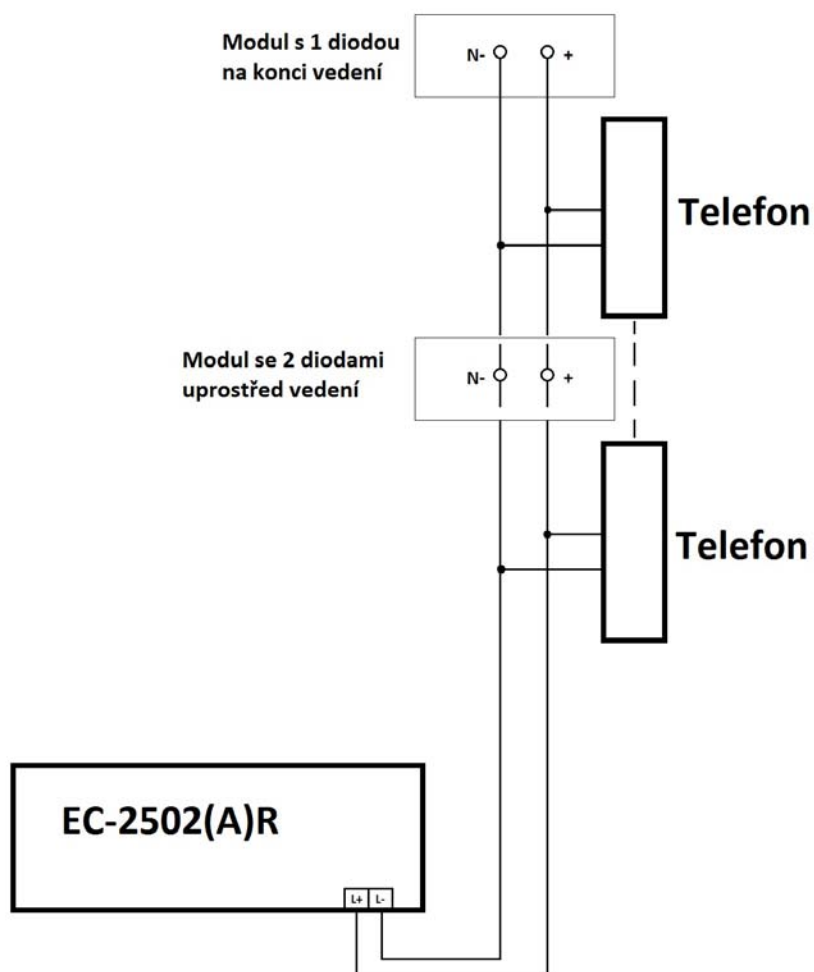 Modul s 1 diodou
na konci vedení
N-
+
Telefon
Modul se 2 diodami
uprostřed vedení
N-
+
Telefon
EC-2502(A)R
L+
L-